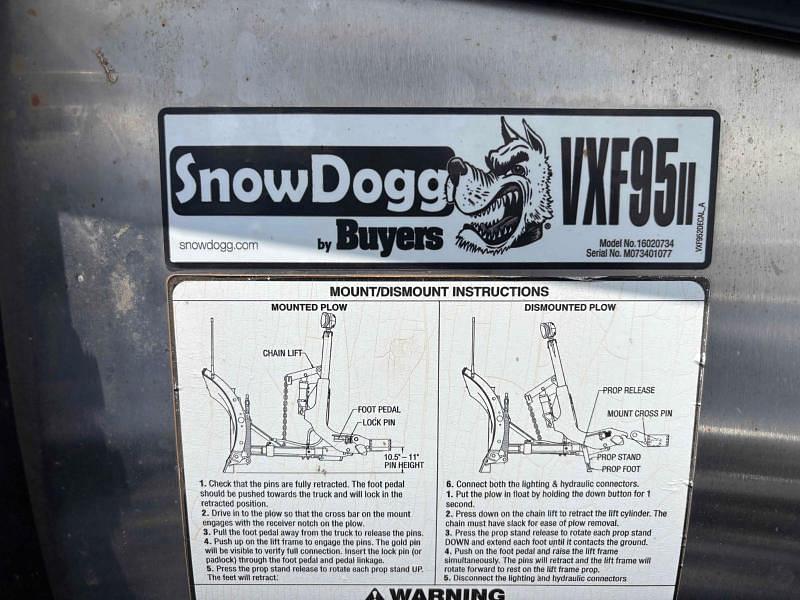 SnowDogg
VXF95II
by Buyers
snowdogg.com
Model No.16020734
Serial No. M073401077
VXF952DECAL_A
MOUNT/DISMOUNT INSTRUCTIONS
MOUNTED PLOW
CHAIN LIFT
FOOT PEDAL
LOCK PIN
10.5" – 11"
PIN HEIGHT
1. Check that the pins are fully retracted. The foot pedal
should be pushed towards the truck and will lock in the
retracted position.
2. Drive in to the plow so that the cross bar on the mount
engages with the receiver notch on the plow.
3. Pull the foot pedal away from the truck to release the pins.
4. Push up on the lift frame to engage the pins. The gold pin
will be visible to verify full connection. Insert the lock pin (or
padlock) through the foot pedal and pedal linkage.
5. Press the prop stand release to rotate each prop stand UP.
The feet will retract.
DISMOUNTED PLOW
PROP RELEASE
MOUNT CROSS PIN
PROP STAND
PROP FOOT
6. Connect both the lighting & hydraulic connectors.
1. Put the plow in float by holding the down button for 1
second.
2. Press down on the chain lift to retract the lift cylinder. The
chain must have slack for ease of plow removal.
3. Press the prop stand release to rotate each prop stand
DOWN and extend each foot until it contacts the ground.
4. Push on the foot pedal and raise the lift frame
simultaneously. The pins will retract and the lift frame will
rotate forward to rest on the lift frame prop.
5. Disconnect the lighting and hydraulic connectors
WARNING